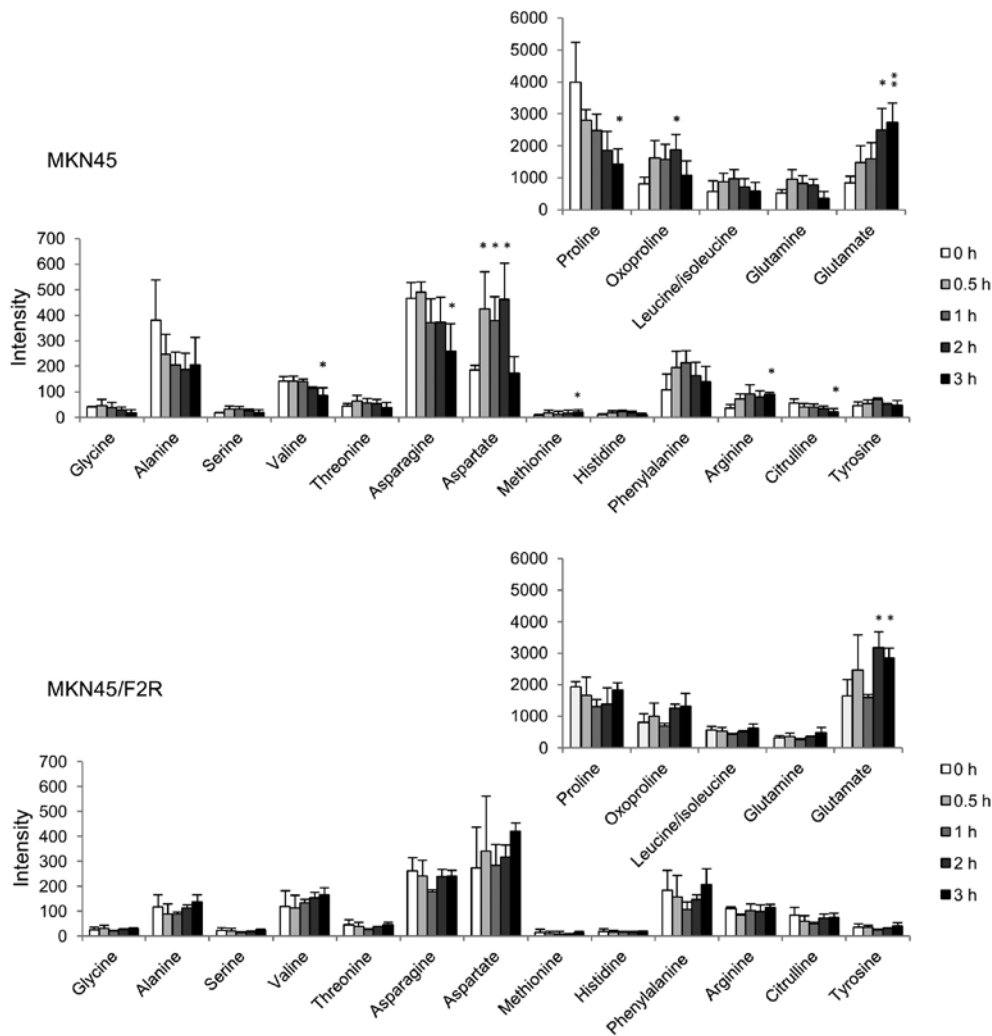 6000
5000
4000
3000
2000
1000
0
* * * * *
Proline
Oxoproline
Leucine/isoleucine
Glutamine
Glutamate
MKN45
700
600
500
400
300
200
100
0
Intensity
* * * * * * * *
Glycine
Alanine
Serine
Valine
Threonine
Asparagine
Aspartate
Methionine
Histidine
Phenylalanine
Arginine
Citrulline
Tyrosine
0 h
0.5 h
1 h
2 h
3 h
6000
5000
4000
3000
2000
1000
0
* *
Proline
Oxoproline
Leucine/isoleucine
Glutamine
Glutamate
MKN45/F2R
700
600
500
400
300
200
100
0
Intensity
Glycine
Alanine
Serine
Valine
Threonine
Asparagine
Aspartate
Methionine
Histidine
Phenylalanine
Arginine
Citrulline
Tyrosine
0 h
0.5 h
1 h
2 h
3 h